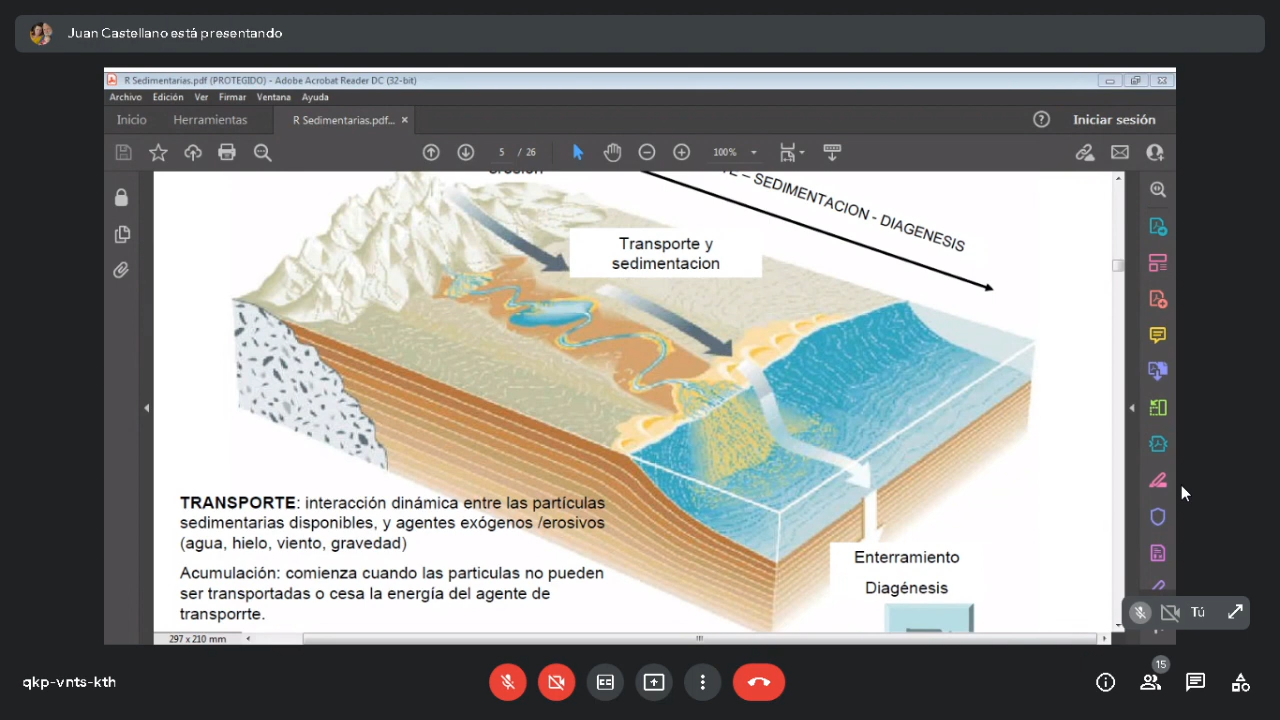 Juan Castellano está presentando
R Sedimentarias.pdf (PROTEGIDO) - Adobe Acrobat Reader DC (32-bit)
Archivo Edición Ver Firmar Ventana Ayuda
Inicio Herramientas R Sedimentarias.pdf... × Iniciar sesión
5 / 26 100%
erosión
– SEDIMENTACION - DIAGENESIS
Transporte y
sedimentacion
TRANSPORTE: interacción dinámica entre las partículas
sedimentarias disponibles, y agentes exógenos /erosivos
(agua, hielo, viento, gravedad)
Acumulación: comienza cuando las particulas no pueden
ser transportadas o cesa la energía del agente de
transporrte.
Enterramiento
Diagénesis
Tú
297 x 210 mm
15
qkp-vnts-kth